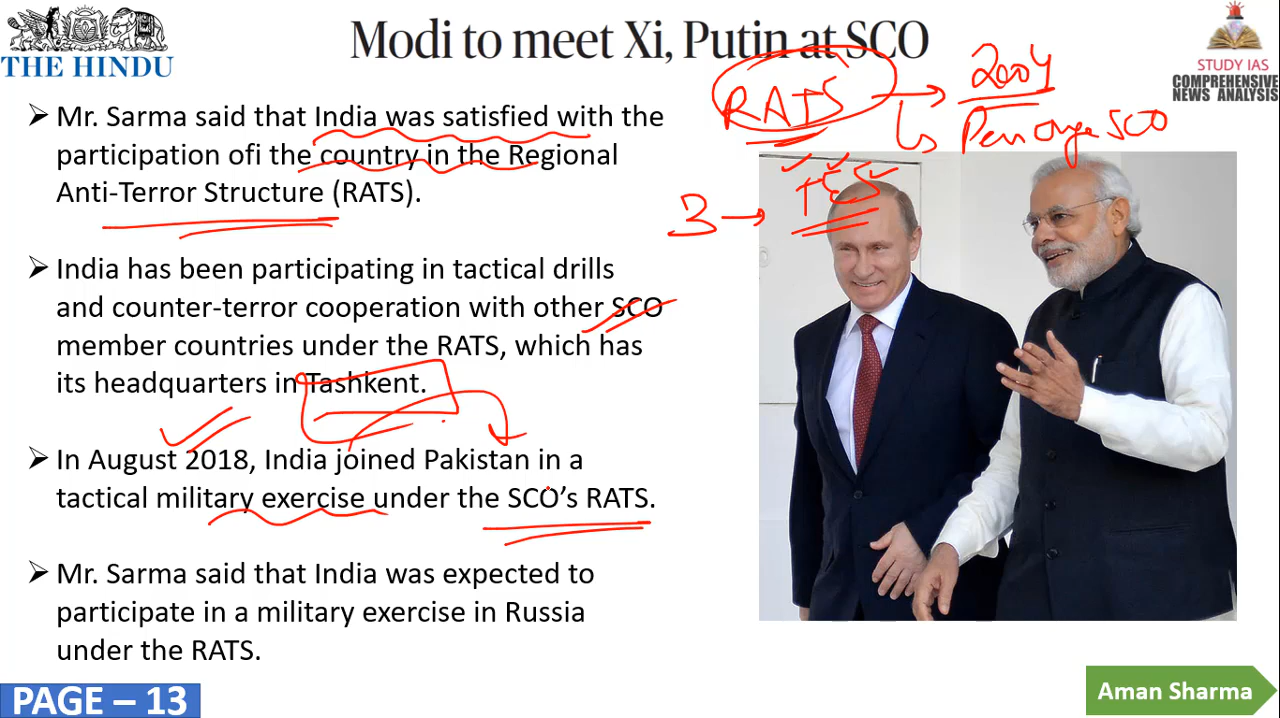 Modi to meet Xi, Putin at SCO
THE HINDU
STUDY IAS
COMPREHENSIVE
NEWS ANALYSIS
RATS → 2004
Permanent SCO
3 → TES
➢ Mr. Sarma said that India was satisfied with the
participation ofi the country in the Regional
Anti-Terror Structure (RATS).
➢ India has been participating in tactical drills
and counter-terror cooperation with other SCO
member countries under the RATS, which has
its headquarters in Tashkent.
➢ In August 2018, India joined Pakistan in a
tactical military exercise under the SCO’s RATS.
➢ Mr. Sarma said that India was expected to
participate in a military exercise in Russia
under the RATS.
PAGE – 13
Aman Sharma